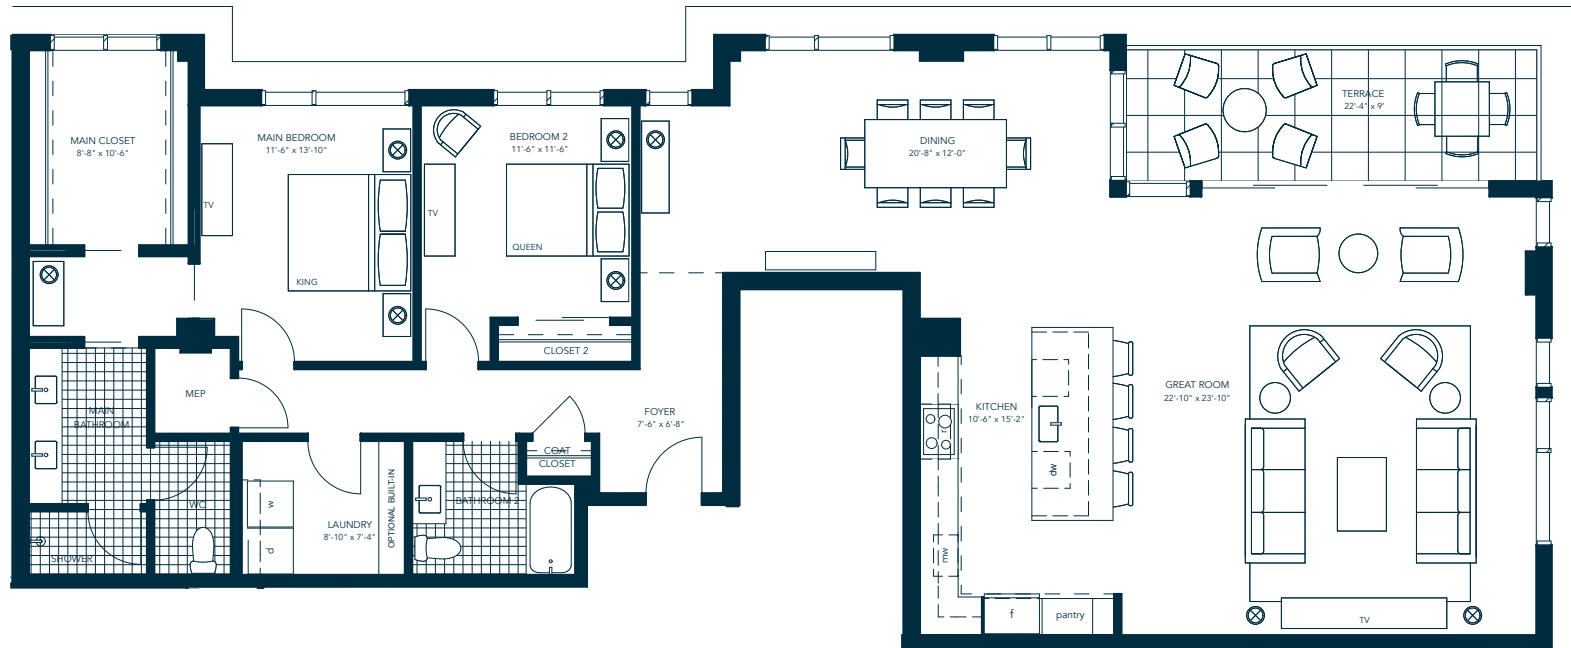 MAIN CLOSET
8'-8" x 10'-6"
MAIN BEDROOM
11'-6" x 13'-10"
TV
KING
BEDROOM 2
11'-6" x 11'-6"
TV
QUEEN
CLOSET 2
DINING
20'-8" x 12'-0"
TERRACE
22'-4" x 9'
MEP
MAIN
BATHROOM
WC
SHOWER
w
d
LAUNDRY
8'-10" x 7'-4"
OPTIONAL BUILT-IN
BATHROOM 2
COAT
CLOSET
FOYER
7'-6" x 6'-8"
KITCHEN
10'-6" x 15'-2"
r
dw
mw
f
pantry
GREAT ROOM
22'-10" x 23'-10"
TV